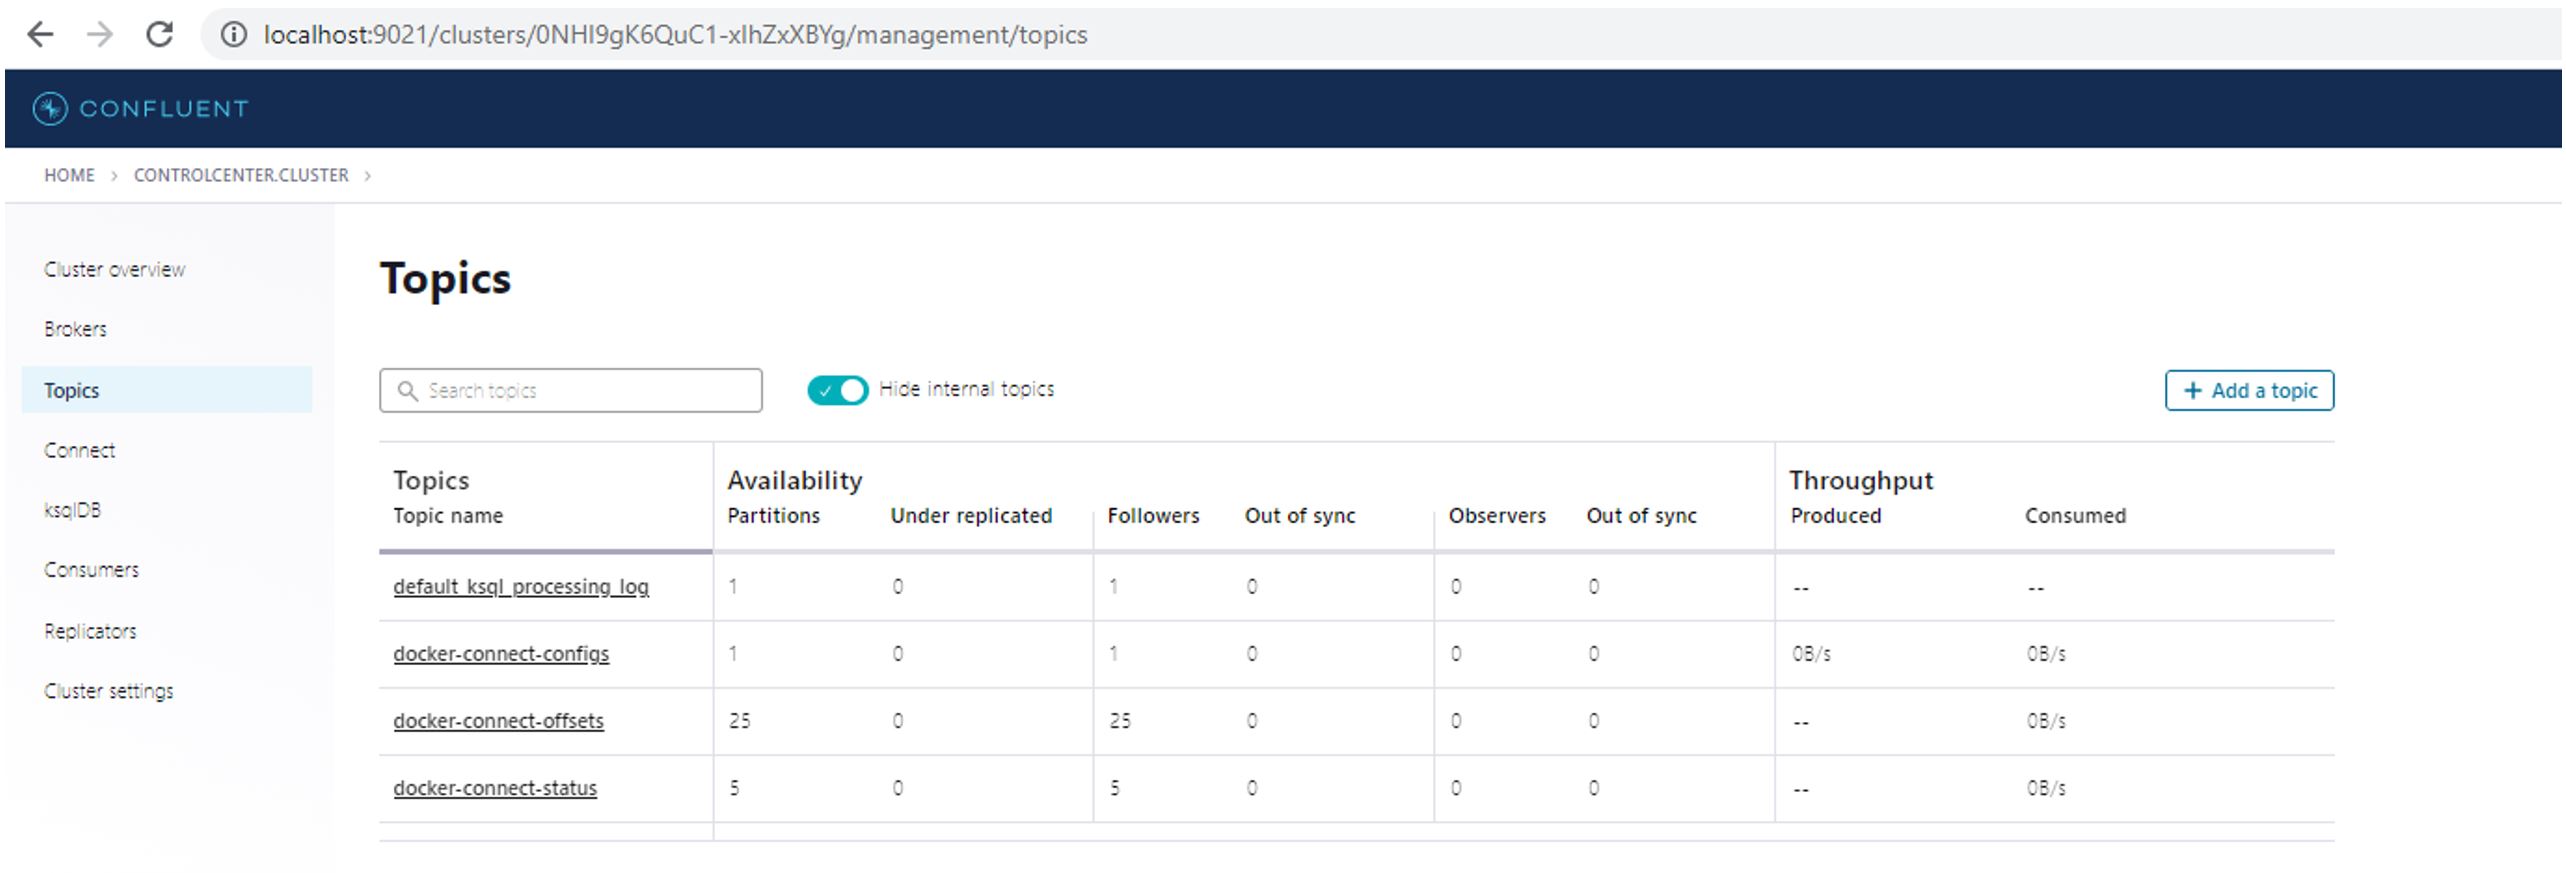 localhost:9021/clusters/0NHI9gK6QuC1-xIhZxXBYg/management/topics
CONFLUENT
HOME > CONTROLCENTER.CLUSTER >
Cluster overview
Brokers
Topics
Connect
ksqlDB
Consumers
Replicators
Cluster settings
Topics
Search topics Hide internal topics + Add a topic
Topics Availability Throughput
Topic name Partitions Under replicated Followers Out of sync Observers Out of sync Produced Consumed
default_ksql_processing_log 1 0 1 0 0 0 -- --
docker-connect-configs 1 0 1 0 0 0 0B/s 0B/s
docker-connect-offsets 25 0 25 0 0 0 -- 0B/s
docker-connect-status 5 0 5 0 0 0 -- 0B/s